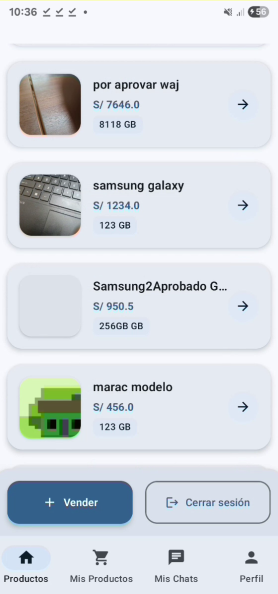 10:36
56
por aprovar waj
S/ 7646.0
8118 GB
samsung galaxy
S/ 1234.0
123 GB
Samsung2Aprobado G...
S/ 950.5
256GB GB
marac modelo
S/ 456.0
123 GB
+ Vender
Cerrar sesión
Productos
Mis Productos
Mis Chats
Perfil